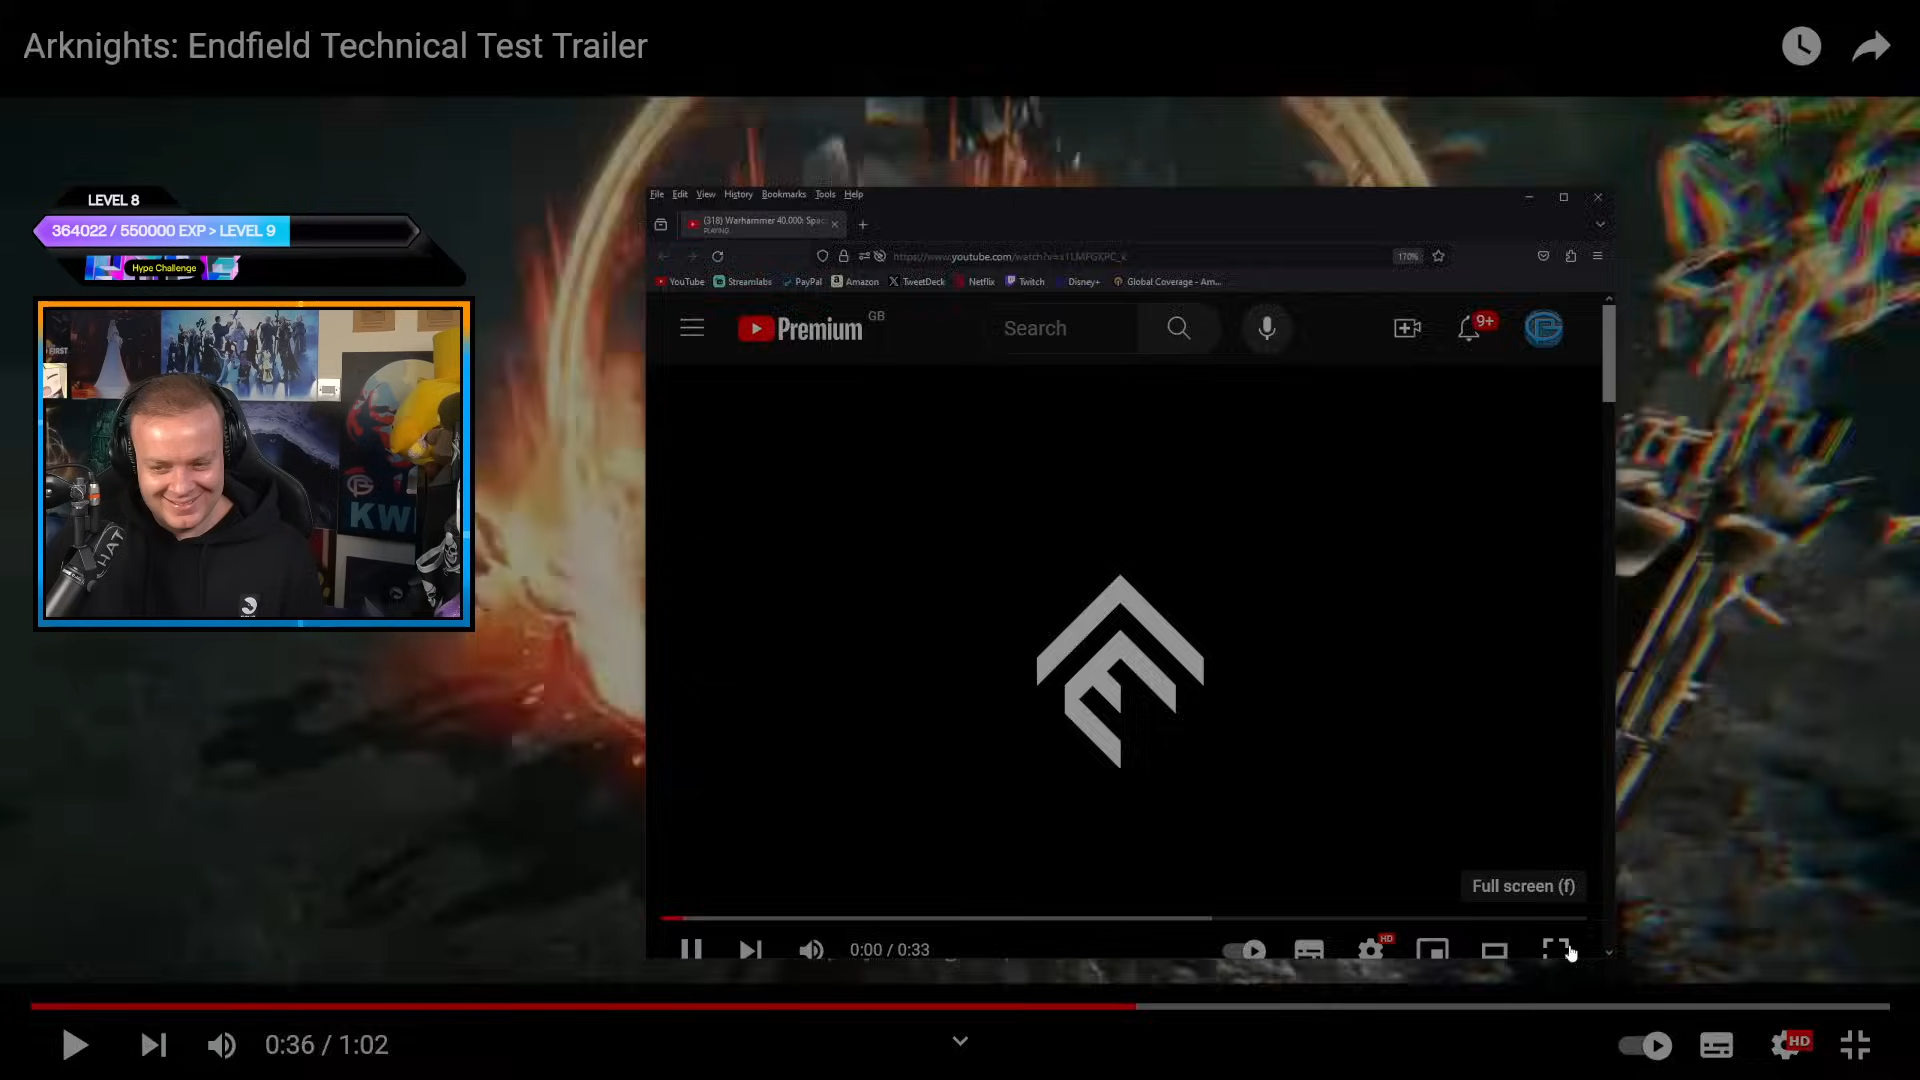 Arknights: Endfield Technical Test Trailer
LEVEL 8
364022 / 550000 EXP > LEVEL 9
Hype Challenge
FIRST
KW
HAT
File Edit View History Bookmarks Tools Help
(318) Warhammer 40,000: Spac
PLAYING
170%
YouTube Streamlabs PayPal Amazon TweetDeck Netflix Twitch Disney+ Global Coverage - Am...
Premium GB
Search
9+
Full screen (f)
0:00 / 0:33
HD
0:36 / 1:02
HD